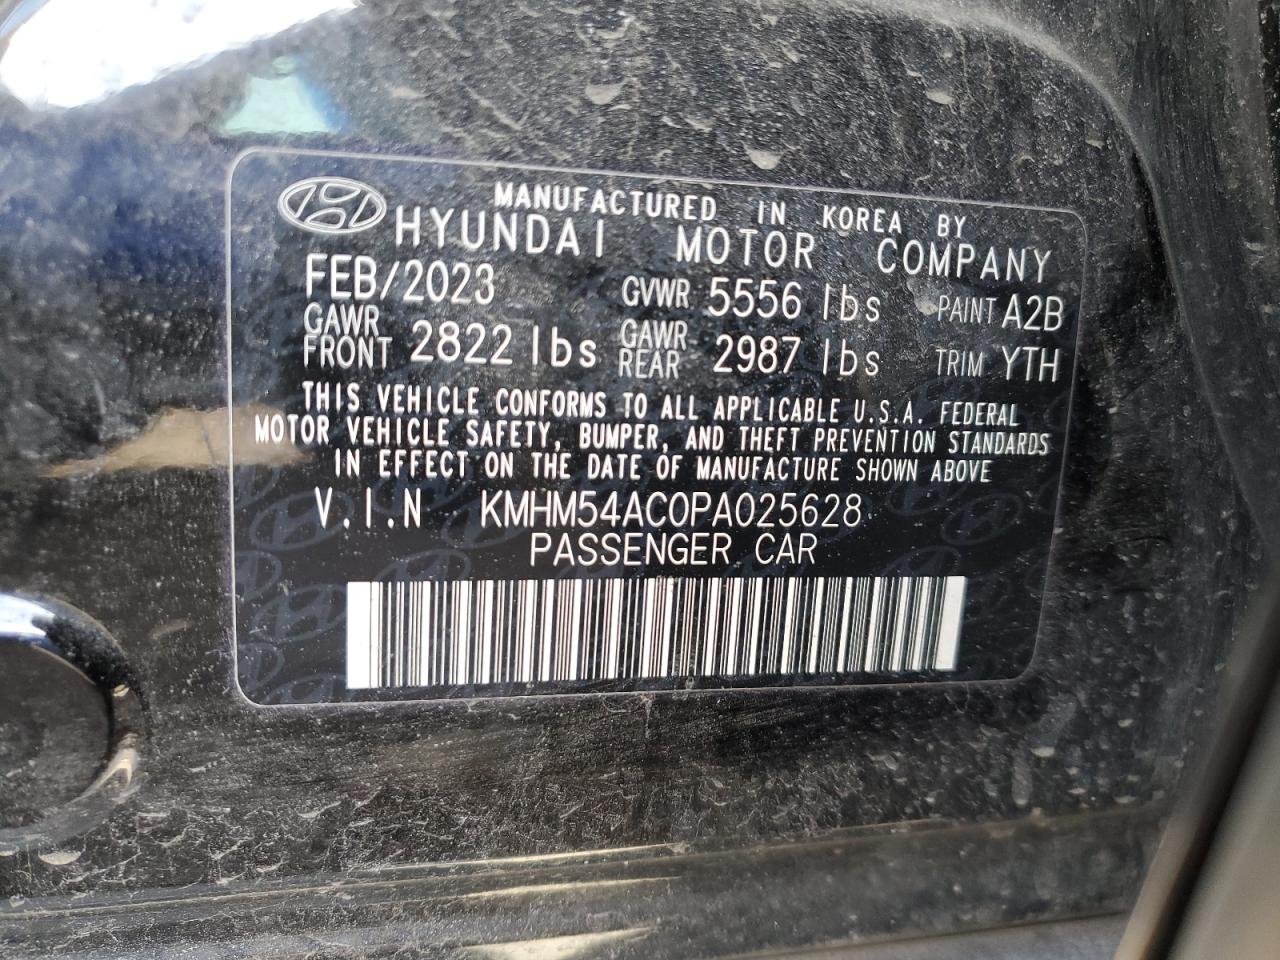 MANUFACTURED IN KOREA BY
HYUNDAI MOTOR COMPANY
FEB/2023 GVWR 5556 lbs PAINT A2B
GAWR FRONT 2822 lbs GAWR REAR 2987 lbs TRIM YTH
THIS VEHICLE CONFORMS TO ALL APPLICABLE U.S.A. FEDERAL
MOTOR VEHICLE SAFETY, BUMPER, AND THEFT PREVENTION STANDARDS
IN EFFECT ON THE DATE OF MANUFACTURE SHOWN ABOVE
V.I.N KMHM54AC0PA025628
PASSENGER CAR